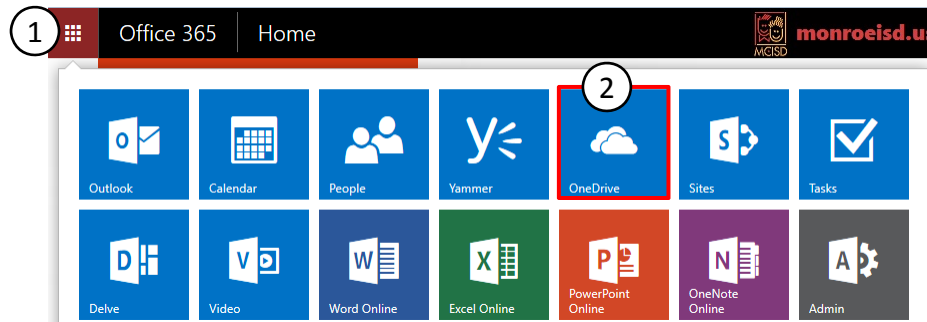 1
Office 365
Home
MCISD
monroeisd.us
2
Outlook
Calendar
People
Yammer
OneDrive
Sites
Tasks
Delve
Video
Word Online
Excel Online
PowerPoint
Online
OneNote
Online
Admin